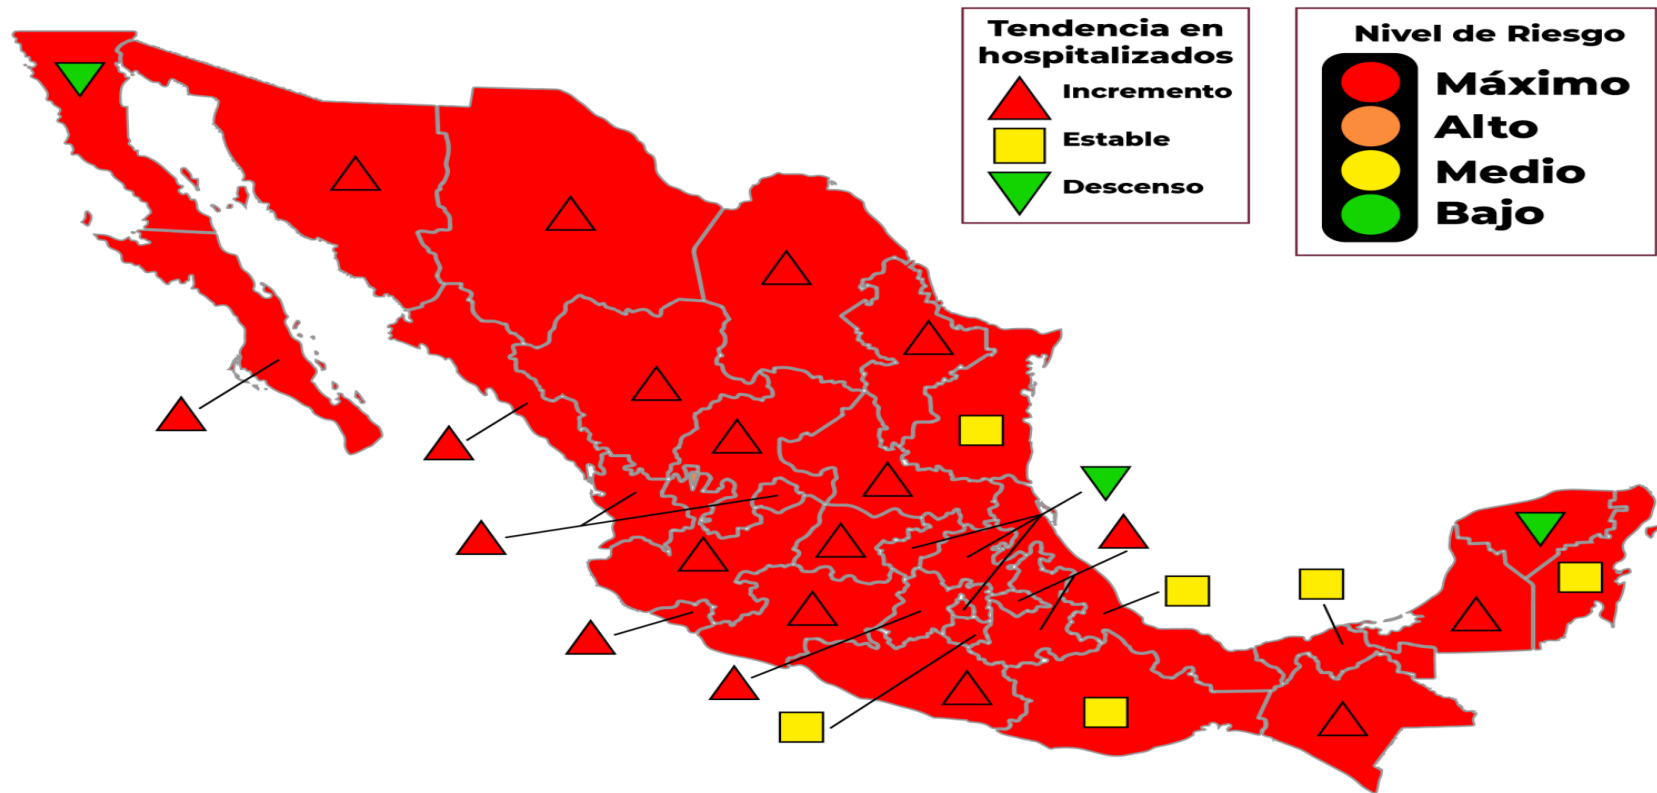 Tendencia en
hospitalizados
Incremento
Estable
Descenso
Nivel de Riesgo
Máximo
Alto
Medio
Bajo